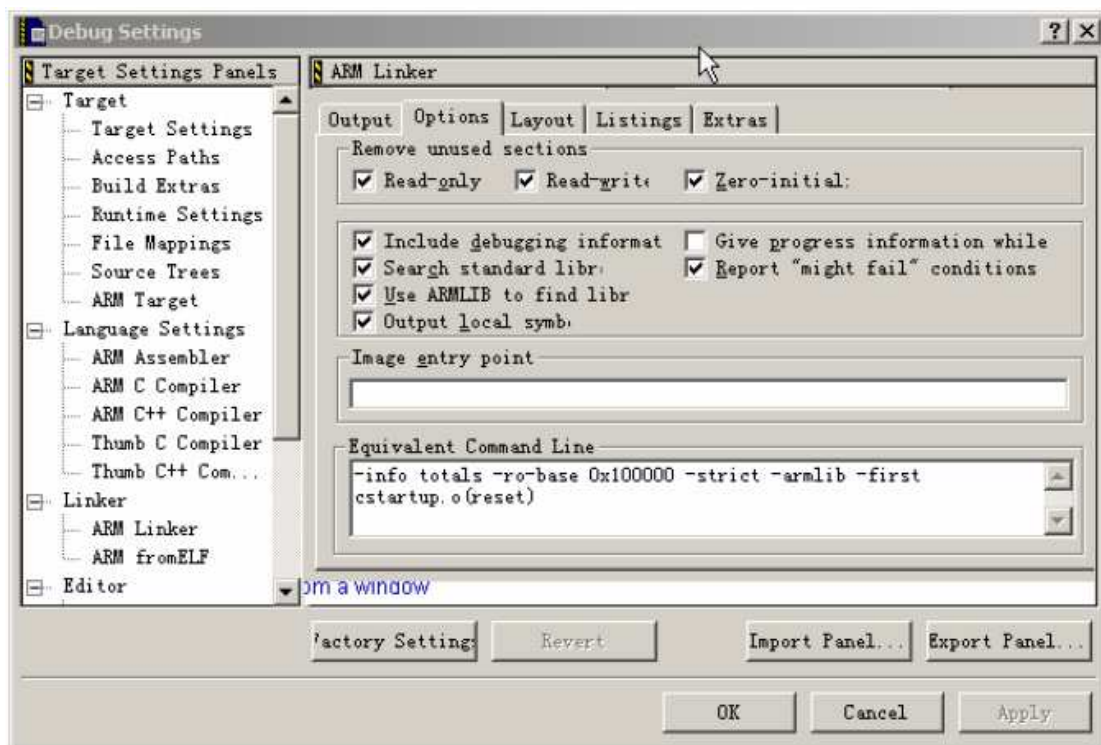 Debug Settings
Target Settings Panels
Target
Target Settings
Access Paths
Build Extras
Runtime Settings
File Mappings
Source Trees
ARM Target
Language Settings
ARM Assembler
ARM C Compiler
ARM C++ Compiler
Thumb C Compiler
Thumb C++ Com...
Linker
ARM Linker
ARM fromELF
Editor
ARM Linker
Output Options Layout Listings Extras
Remove unused sections
Read-only Read-write Zero-initial:
Include debugging informat Give progress information while
Search standard libr Report "might fail" conditions
Use ARMLIB to find libr
Output local symb
Image entry point
Equivalent Command Line
-info totals -ro-base 0x100000 -strict -armlib -first
cstartup.o(reset)
om a window
Factory Setting Revert Import Panel... Export Panel...
OK Cancel Apply